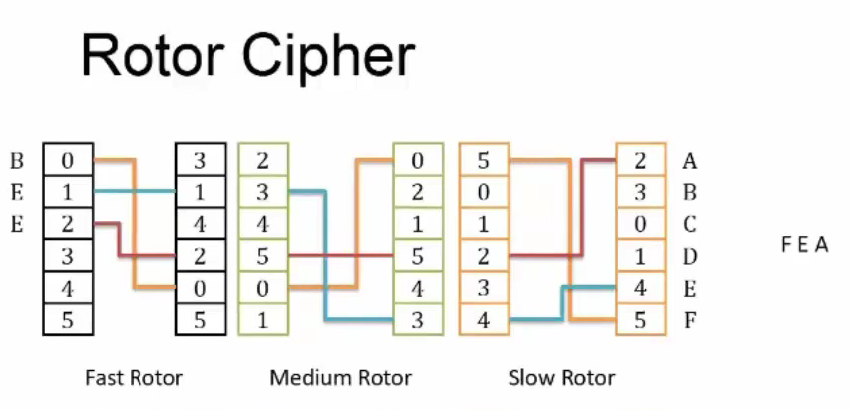 Rotor Cipher
B 0 3 2 0 5 2 A
E 1 1 3 2 0 3 B
E 2 4 4 1 1 0 C
3 2 5 5 2 1 D
F E A
4 0 0 4 3 4 E
5 5 1 3 4 5 F
Fast Rotor Medium Rotor Slow Rotor